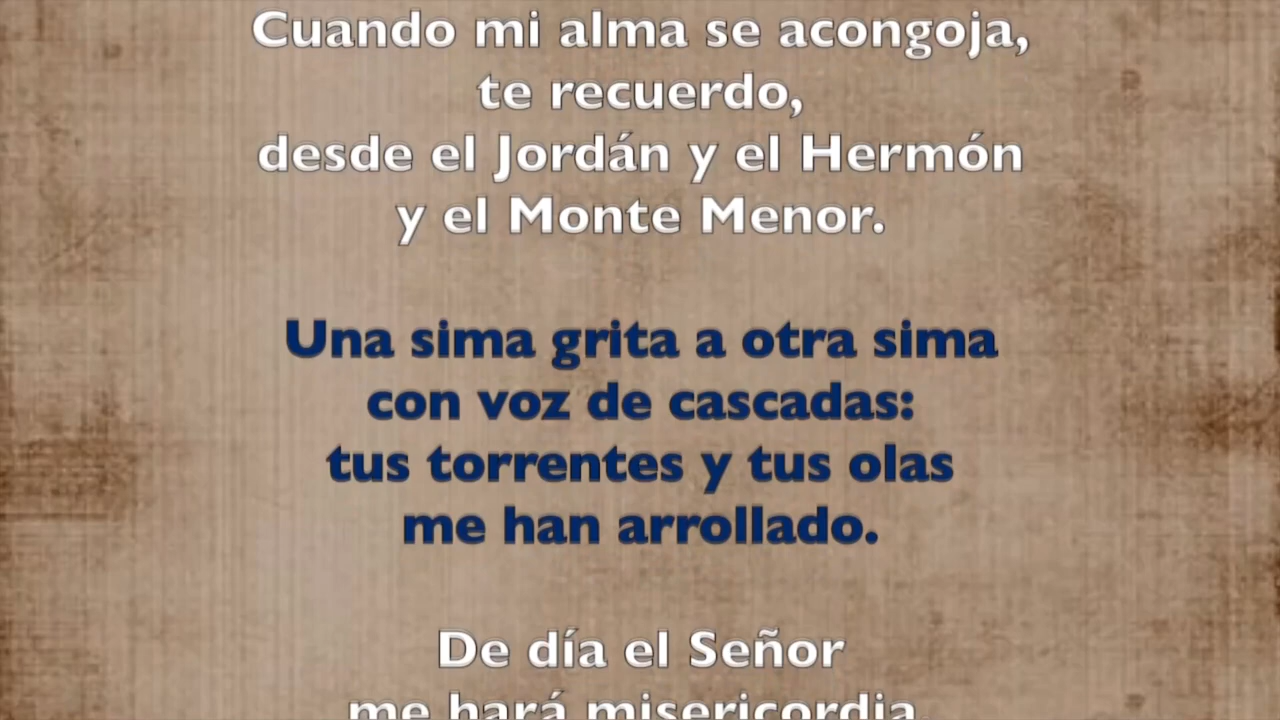 Cuando mi alma se acongoja,
te recuerdo,
desde el Jordán y el Hermón
y el Monte Menor.
Una sima grita a otra sima
con voz de cascadas:
tus torrentes y tus olas
me han arrollado.
De día el Señor
me hará misericordia,